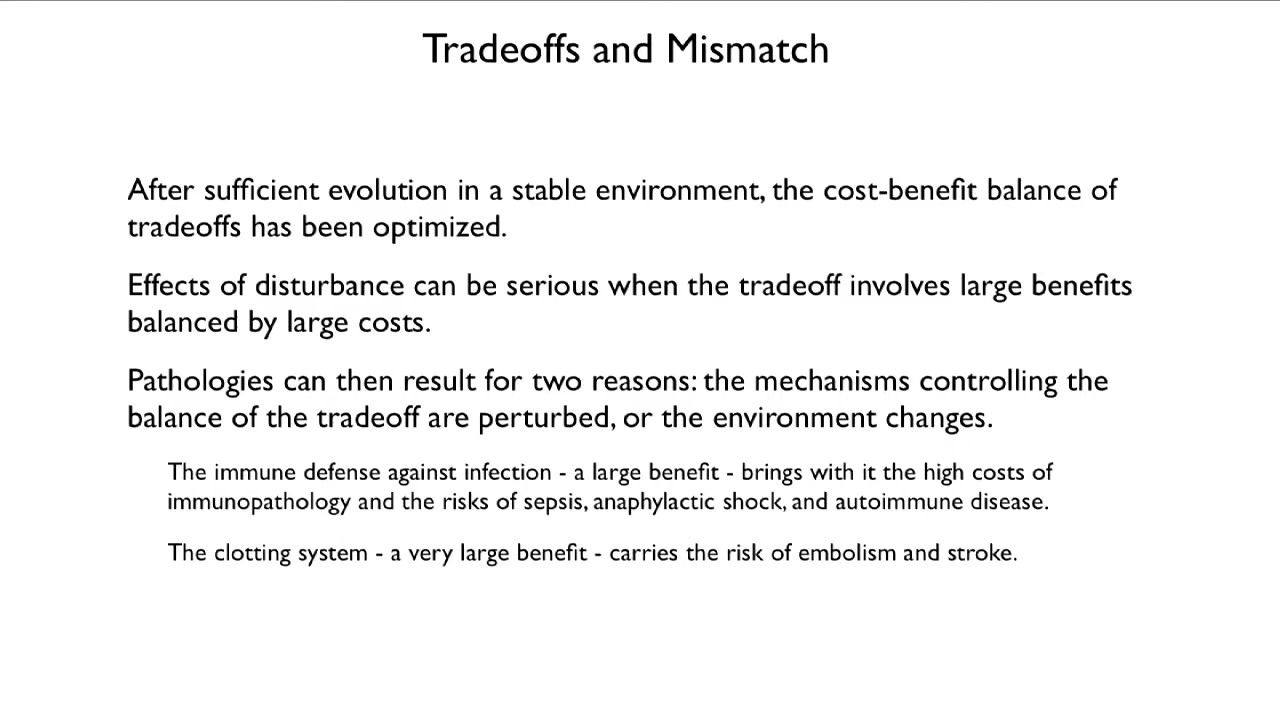 Tradeoffs and Mismatch
After sufficient evolution in a stable environment, the cost-benefit balance of
tradeoffs has been optimized.
Effects of disturbance can be serious when the tradeoff involves large benefits
balanced by large costs.
Pathologies can then result for two reasons: the mechanisms controlling the
balance of the tradeoff are perturbed, or the environment changes.
The immune defense against infection - a large benefit - brings with it the high costs of
immunopathology and the risks of sepsis, anaphylactic shock, and autoimmune disease.
The clotting system - a very large benefit - carries the risk of embolism and stroke.